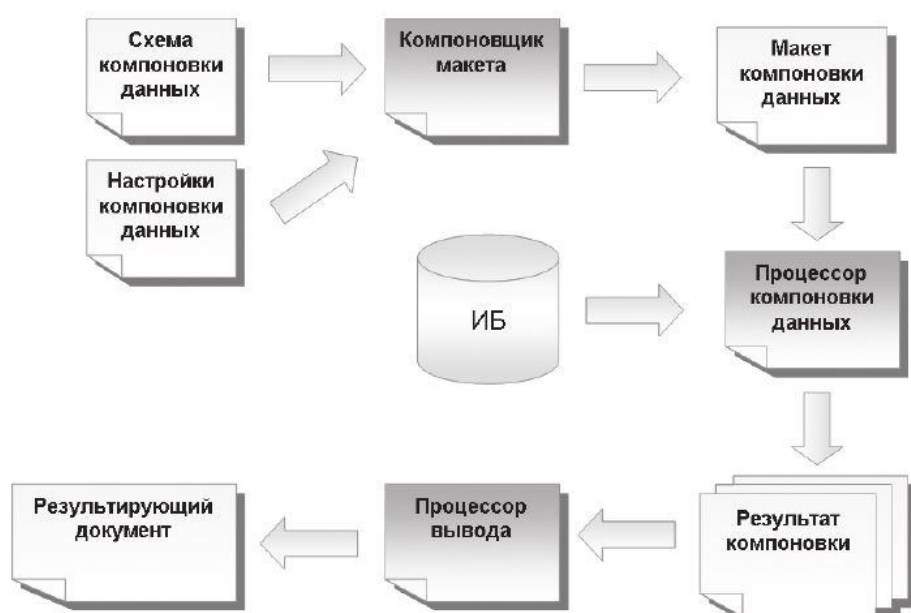 Схема
компоновки
данных
Компоновщик
макета
Макет
компоновки
данных
Настройки
компоновки
данных
ИБ
Процессор
компоновки
данных
Результирующий
документ
Процессор
вывода
Результат
компоновки